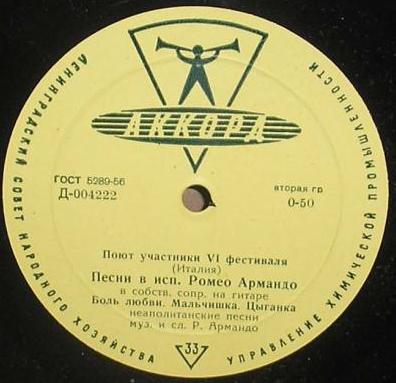 ЛЕНИНГРАДСКИЙ СОВЕТ НАРОДНОГО ХОЗЯЙСТВА
УПРАВЛЕНИЕ ХИМИЧЕСКОЙ ПРОМЫШЛЕННОСТИ
АККОРД
ГОСТ 5289-56
Д-004222
вторая гр
0-50
Поют участники VI фестиваля
(Италия)
Песни в исп. Ромео Армандо
в собств. сопр. на гитаре
Боль любви. Мальчишка. Цыганка
неаполитанские песни
муз. и сл. Р. Армандо
33